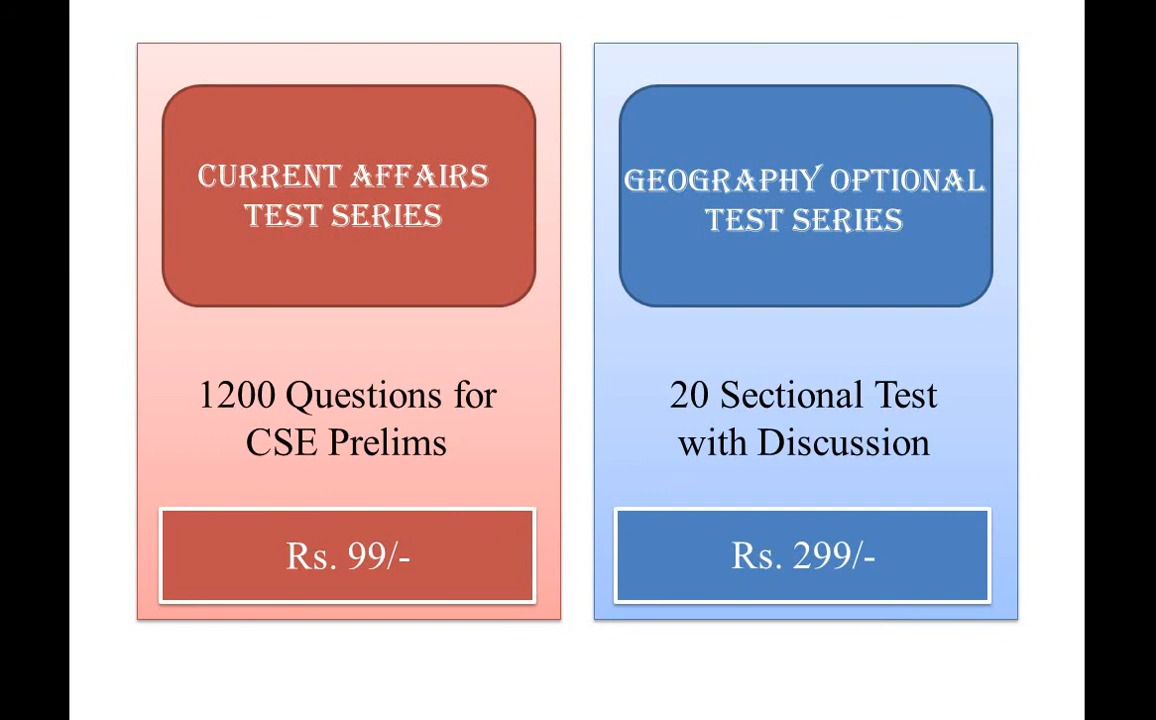 CURRENT AFFAIRS
TEST SERIES
1200 Questions for
CSE Prelims
Rs. 99/-
GEOGRAPHY OPTIONAL
TEST SERIES
20 Sectional Test
with Discussion
Rs. 299/-